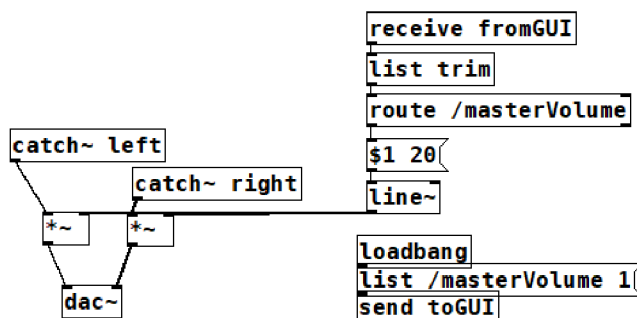 receive fromGUI
list trim
route /masterVolume
catch~ left
$1 20
catch~ right
line~
*~
*~
loadbang
list /masterVolume 1
dac~
send toGUI